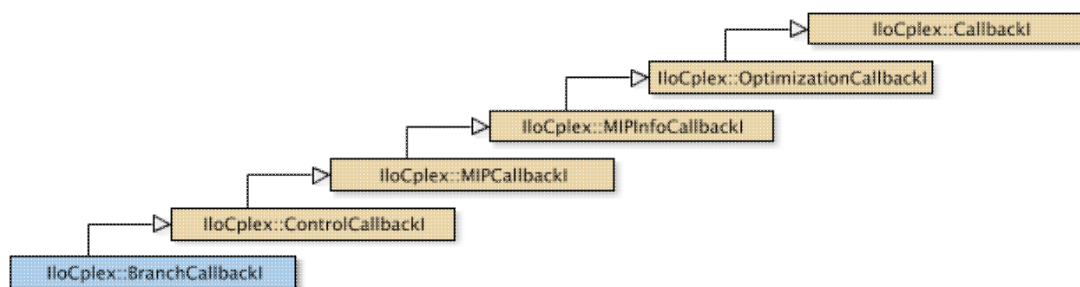 IloCplex::CallbackI
IloCplex::OptimizationCallbackI
IloCplex::MIPInfoCallbackI
IloCplex::MIPCallbackI
IloCplex::ControlCallbackI
IloCplex::BranchCallbackI